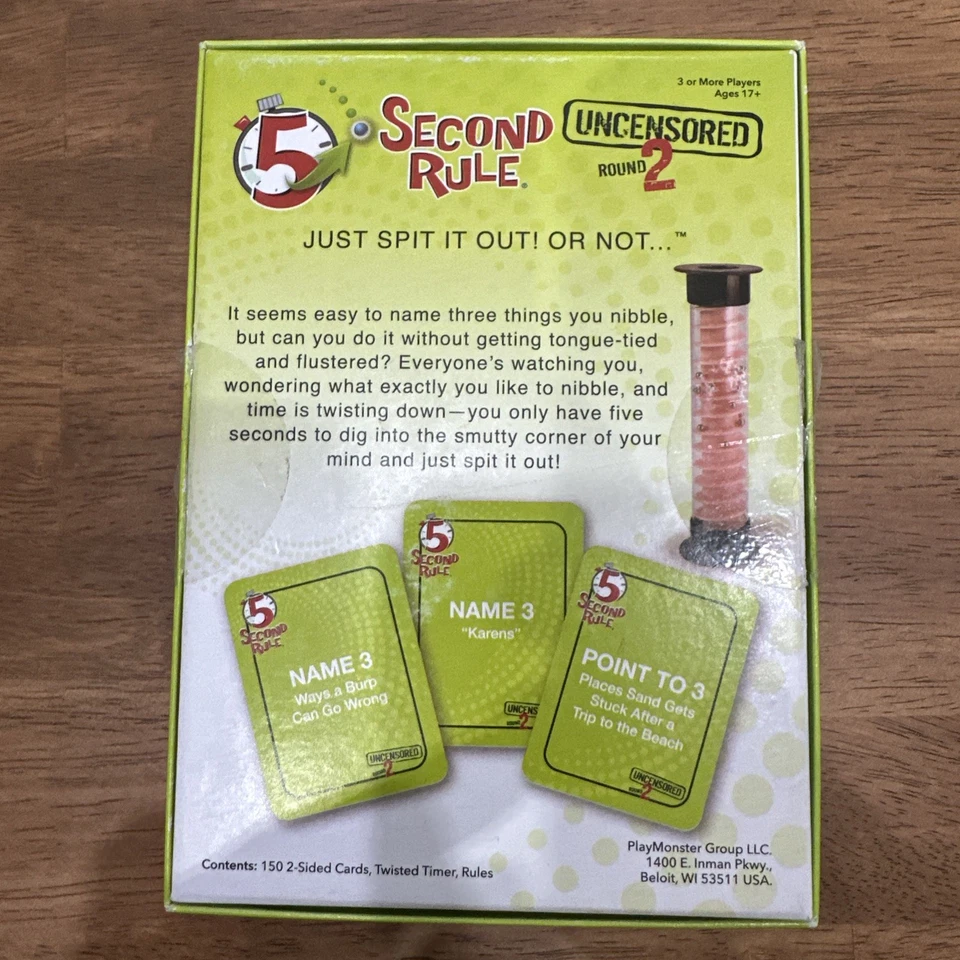 3 or More Players
Ages 17+
5 SECOND RULE®
UNCENSORED
ROUND 2
JUST SPIT IT OUT! OR NOT...™
It seems easy to name three things you nibble,
but can you do it without getting tongue-tied
and flustered? Everyone's watching you,
wondering what exactly you like to nibble, and
time is twisting down—you only have five
seconds to dig into the smutty corner of your
mind and just spit it out!
5 SECOND RULE
NAME 3
Ways a Burp
Can Go Wrong
UNCENSORED
ROUND 2
5 SECOND RULE
NAME 3
"Karens"
UNCENS
ROUND 2
5 SECOND RULE
POINT TO 3
Places Sand Gets
Stuck After a
Trip to the Beach
UNCENSORED
ROUND 2
Contents: 150 2-Sided Cards, Twisted Timer, Rules
PlayMonster Group LLC.
1400 E. Inman Pkwy.,
Beloit, WI 53511 USA.